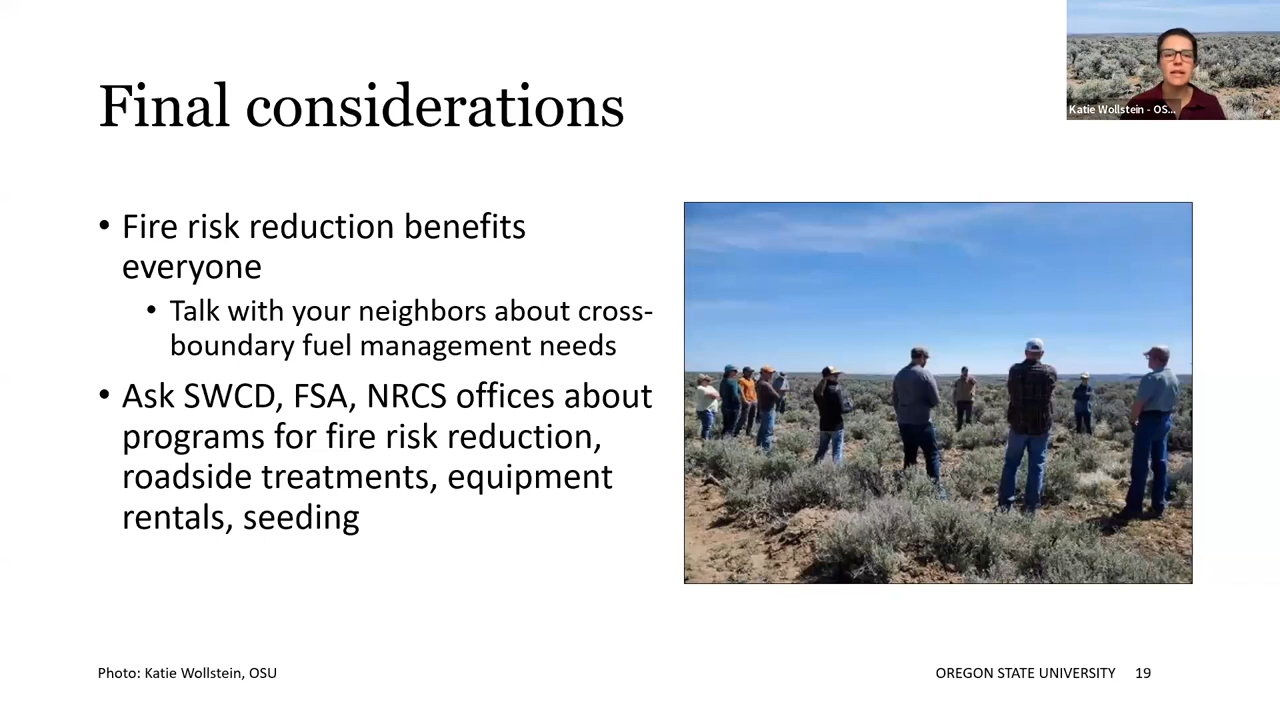 Final considerations
Katie Wollstein - OS...
• Fire risk reduction benefits
everyone
• Talk with your neighbors about cross-
boundary fuel management needs
• Ask SWCD, FSA, NRCS offices about
programs for fire risk reduction,
roadside treatments, equipment
rentals, seeding
Photo: Katie Wollstein, OSU
OREGON STATE UNIVERSITY 19